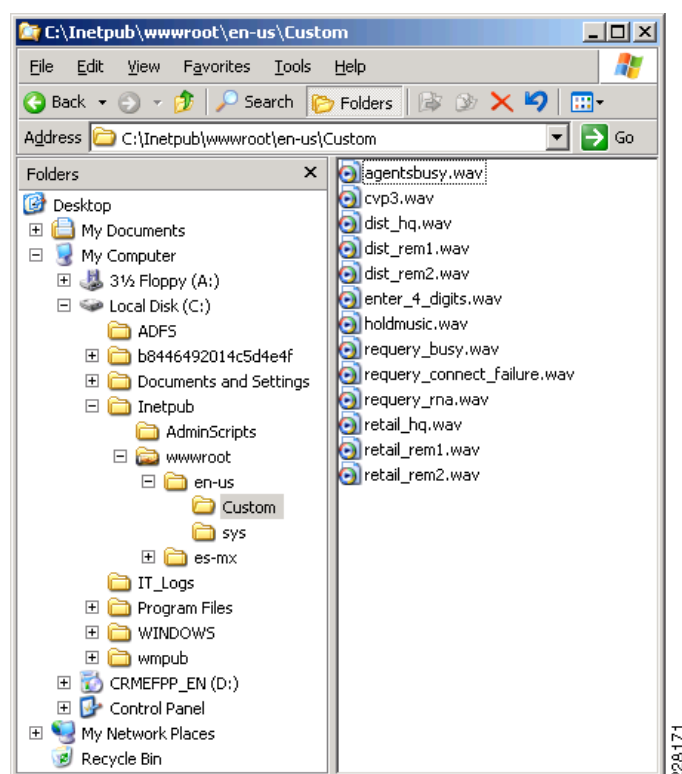 C:\Inetpub\wwwroot\en-us\Custom
File Edit View Favorites Tools Help
Back Search Folders
Address C:\Inetpub\wwwroot\en-us\Custom Go
Folders
Desktop
My Documents
My Computer
3½ Floppy (A:)
Local Disk (C:)
ADFS
b8446492014c5d4e4f
Documents and Settings
Inetpub
AdminScripts
wwwroot
en-us
Custom
sys
es-mx
IT_Logs
Program Files
WINDOWS
wmpub
CRMEFPP_EN (D:)
Control Panel
My Network Places
Recycle Bin
agentsbusy.wav
cvp3.wav
dist_hq.wav
dist_rem1.wav
dist_rem2.wav
enter_4_digits.wav
holdmusic.wav
requery_busy.wav
requery_connect_failure.wav
requery_rna.wav
retail_hq.wav
retail_rem1.wav
retail_rem2.wav